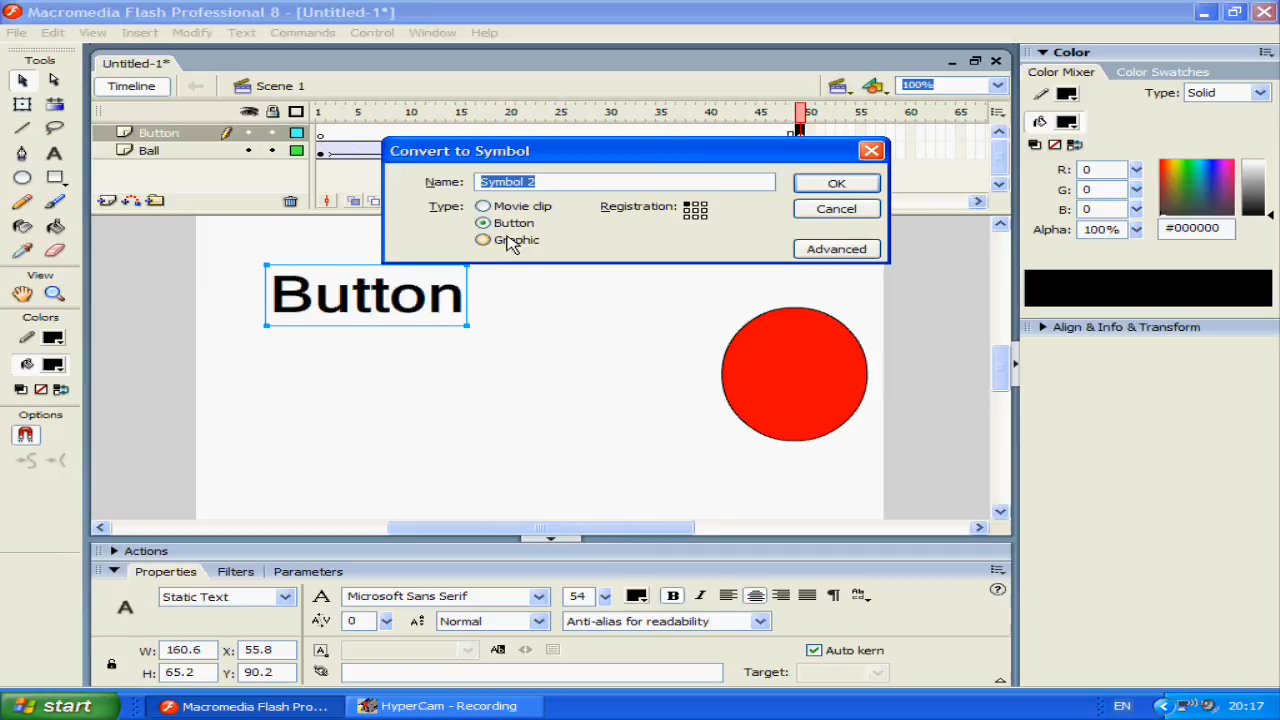 Macromedia Flash Professional 8 - [Untitled-1*]
File Edit View Insert Modify Text Commands Control Window Help
Tools
Untitled-1*
Timeline
Scene 1
100%
1 5 10 15 20 25 30 35 40 45 50 55 60 65
Button
Ball
Convert to Symbol
Name: Symbol 2
OK
Type: Movie clip
Registration:
Button
Graphic
Cancel
Advanced
Button
View
Colors
Options
Color
Color Mixer Color Swatches
Type: Solid
R: 0
G: 0
B: 0
Alpha: 100%
#000000
Align & Info & Transform
Actions
Properties Filters Parameters
A Static Text
A Microsoft Sans Serif 54 B I
0 Normal Anti-alias for readability
W: 160.6 X: 55.8
Auto kern
H: 65.2 Y: 90.2
Target:
start
Macromedia Flash Pro...
HyperCam - Recording
EN
20:17